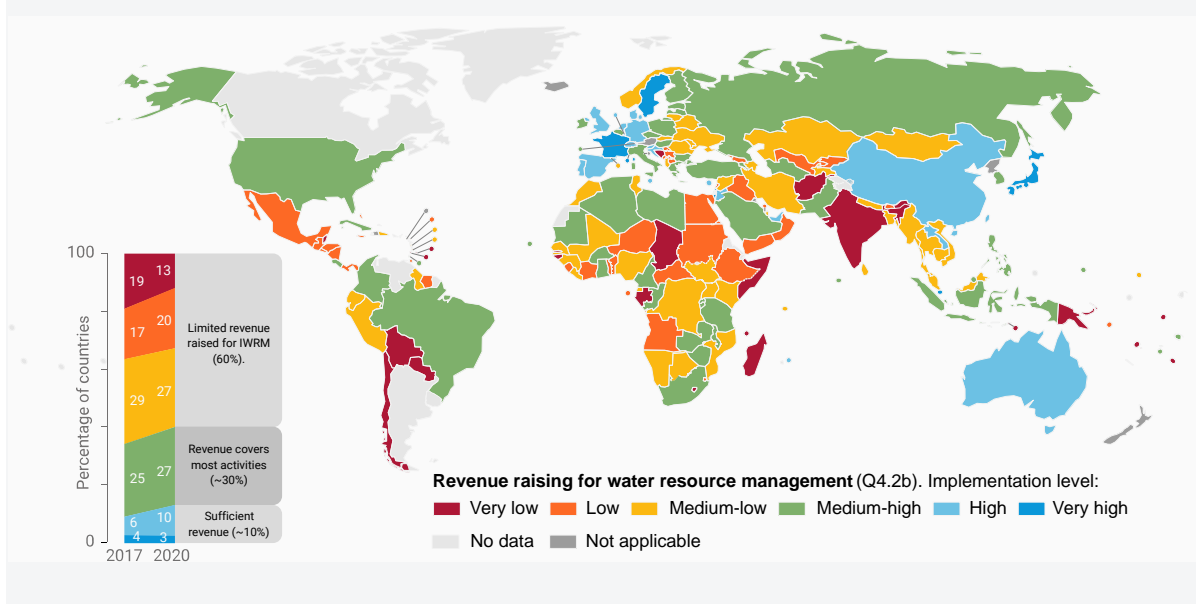 100
Percentage of countries
0
19 13
17 20
29 27
25 27
6 10
4 3
2017 2020
Limited revenue
raised for IWRM
(60%).
Revenue covers
most activities
(~30%)
Sufficient
revenue (~10%)
Revenue raising for water resource management (Q4.2b). Implementation level:
Very low Low Medium-low Medium-high High Very high
No data Not applicable